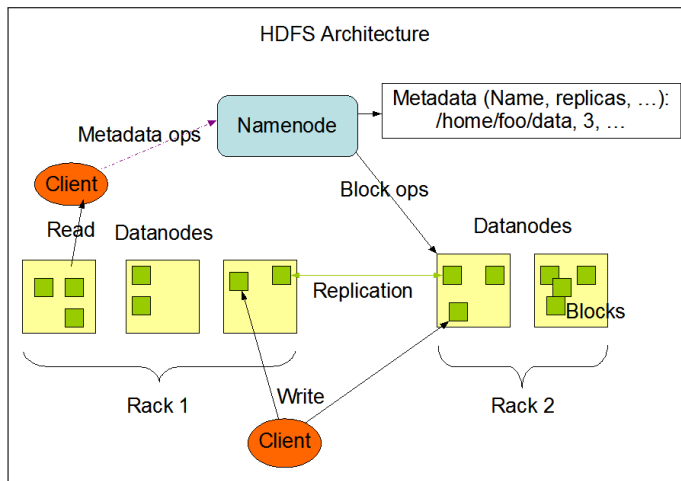 HDFS Architecture
Metadata (Name, replicas, …):
/home/foo/data, 3, …
Namenode
Metadata ops
Client
Block ops
Read
Datanodes
Datanodes
Replication
Blocks
Write
Rack 1
Rack 2
Client